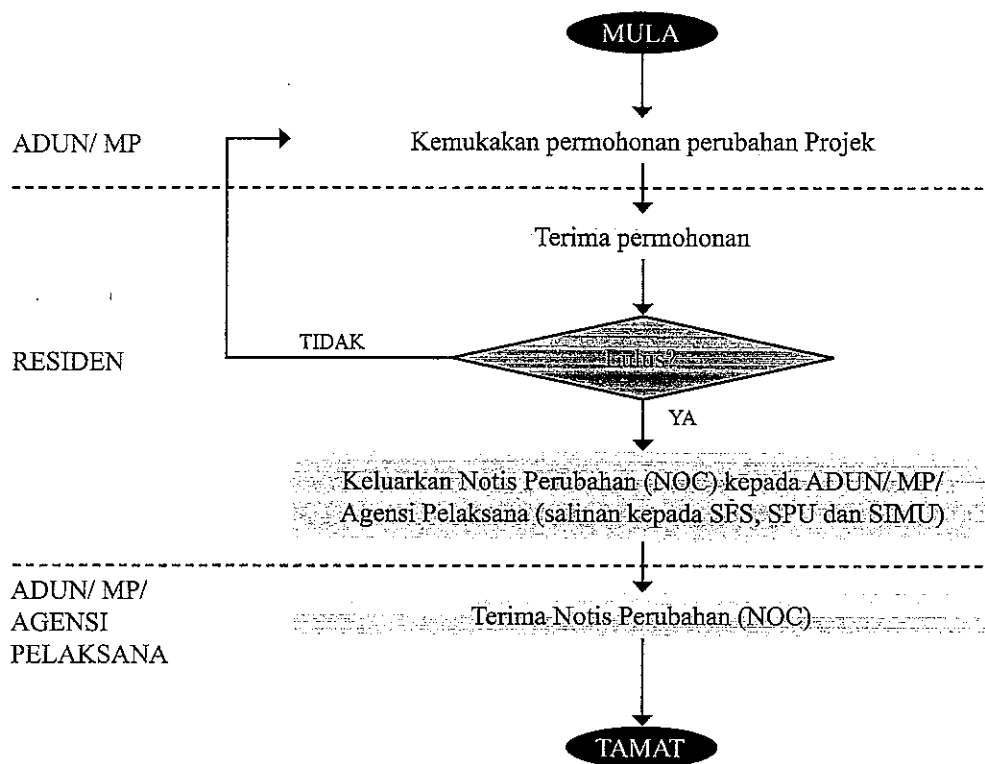 MULA
ADUN/ MP
Kemukakan permohonan perubahan Projek
Terima permohonan
RESIDEN
TIDAK
Lulus?
YA
Keluarkan Notis Perubahan (NOC) kepada ADUN/ MP/
Agensi Pelaksana (salinan kepada SFS, SPU dan SIMU)
ADUN/ MP/
AGENSI
PELAKSANA
Terima Notis Perubahan (NOC)
TAMAT